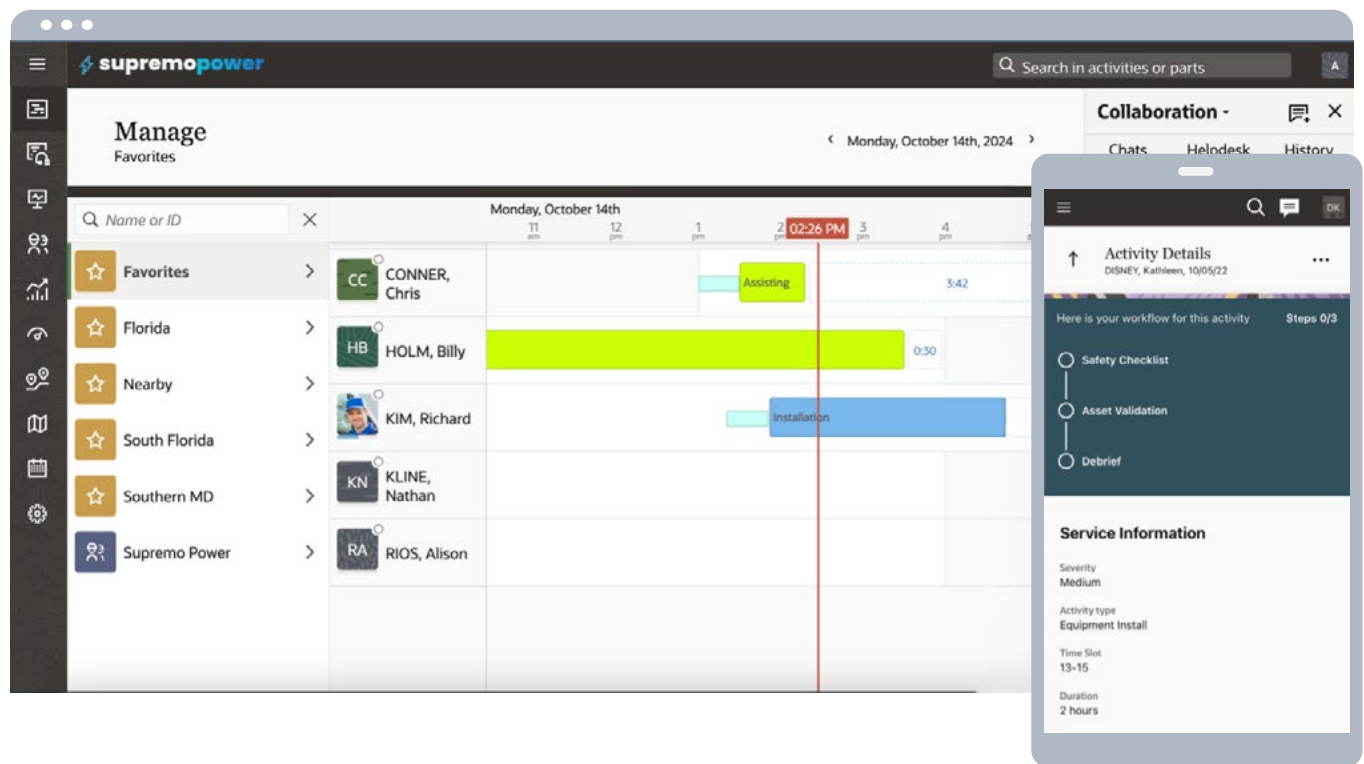 supremopower
Search in activities or parts
A
Manage
Favorites
Monday, October 14th, 2024
Collaboration
Chats Helpdesk History
Name or ID
Favorites
Florida
Nearby
South Florida
Southern MD
Supremo Power
Monday, October 14th
11 12 1 2 02:26 PM 3 4
am pm pm pm pm pm
CC CONNER,
Chris
Assisting
3:42
HB HOLM, Billy
0:30
KIM, Richard
Installation
KN KLINE,
Nathan
RA RIOS, Alison
DK
Activity Details
DISNEY, Kathleen, 10/05/22
Here is your workflow for this activity Steps 0/3
Safety Checklist
Asset Validation
Debrief
Service Information
Severity
Medium
Activity type
Equipment Install
Time Slot
13-15
Duration
2 hours